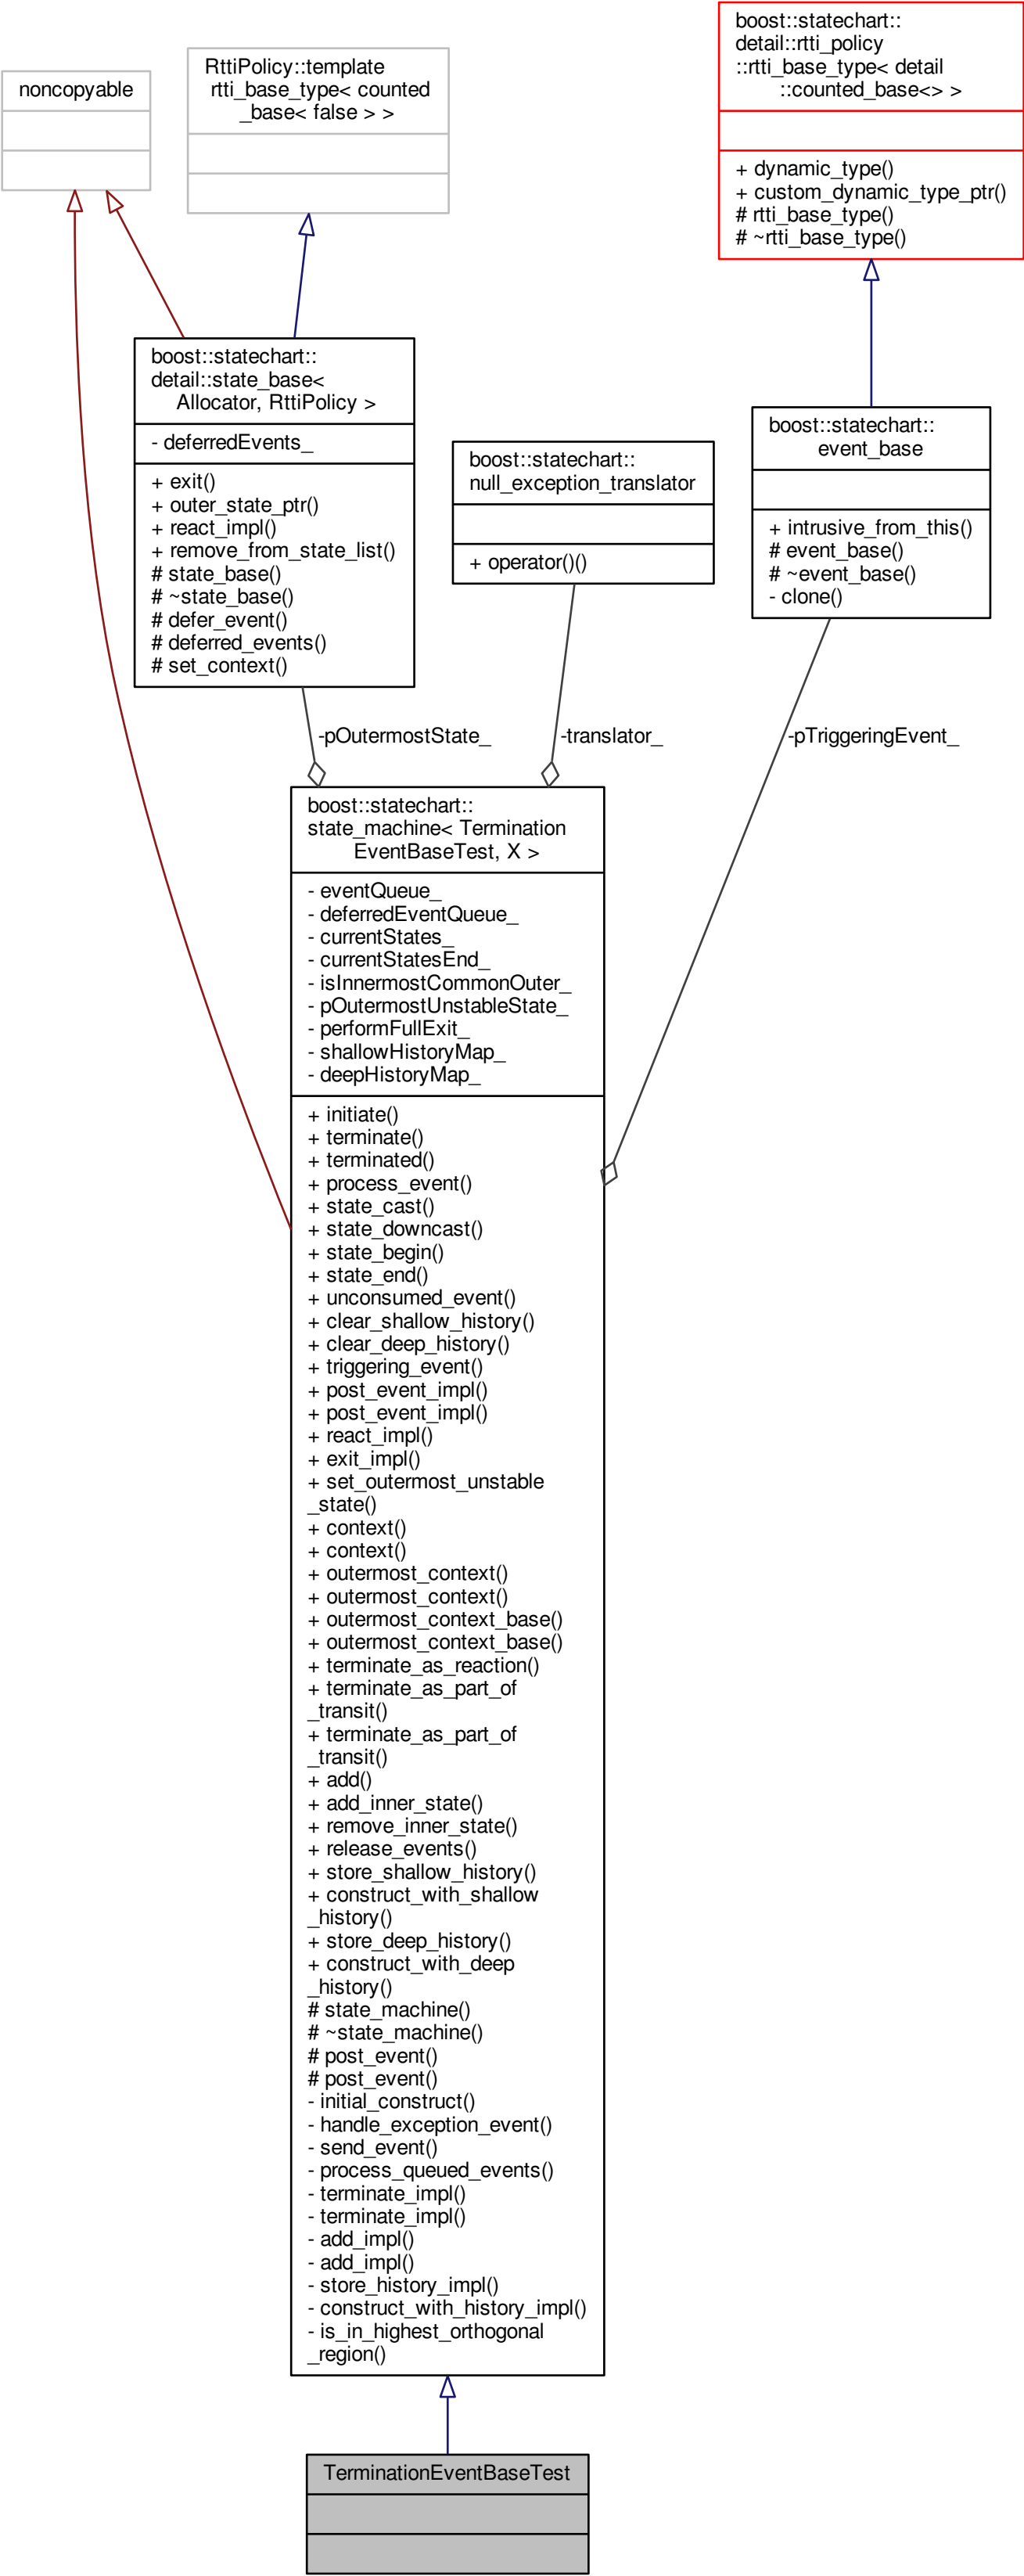 boost::statechart::
detail::rtti_policy
::rtti_base_type< detail
::counted_base<> >
+ dynamic_type()
+ custom_dynamic_type_ptr()
# rtti_base_type()
# ~rtti_base_type()
RttiPolicy::template
rtti_base_type< counted
_base< false > >
noncopyable
boost::statechart::
detail::state_base<
Allocator, RttiPolicy >
- deferredEvents_
+ exit()
+ outer_state_ptr()
+ react_impl()
+ remove_from_state_list()
# state_base()
# ~state_base()
# defer_event()
# deferred_events()
# set_context()
boost::statechart::
null_exception_translator
+ operator()()
boost::statechart::
event_base
+ intrusive_from_this()
# event_base()
# ~event_base()
- clone()
-pOutermostState_
-translator_
-pTriggeringEvent_
boost::statechart::
state_machine< Termination
EventBaseTest, X >
- eventQueue_
- deferredEventQueue_
- currentStates_
- currentStatesEnd_
- isInnermostCommonOuter_
- pOutermostUnstableState_
- performFullExit_
- shallowHistoryMap_
- deepHistoryMap_
+ initiate()
+ terminate()
+ terminated()
+ process_event()
+ state_cast()
+ state_downcast()
+ state_begin()
+ state_end()
+ unconsumed_event()
+ clear_shallow_history()
+ clear_deep_history()
+ triggering_event()
+ post_event_impl()
+ post_event_impl()
+ react_impl()
+ exit_impl()
+ set_outermost_unstable
_state()
+ context()
+ context()
+ outermost_context()
+ outermost_context()
+ outermost_context_base()
+ outermost_context_base()
+ terminate_as_reaction()
+ terminate_as_part_of
_transit()
+ terminate_as_part_of
_transit()
+ add()
+ add_inner_state()
+ remove_inner_state()
+ release_events()
+ store_shallow_history()
+ construct_with_shallow
_history()
+ store_deep_history()
+ construct_with_deep
_history()
# state_machine()
# ~state_machine()
# post_event()
# post_event()
- initial_construct()
- handle_exception_event()
- send_event()
- process_queued_events()
- terminate_impl()
- terminate_impl()
- add_impl()
- add_impl()
- store_history_impl()
- construct_with_history_impl()
- is_in_highest_orthogonal
_region()
TerminationEventBaseTest